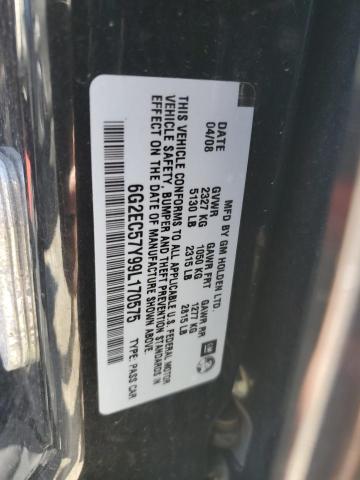 MFD BY GM HOLDEN LTD.
DATE GVWR GAWR FRT GAWR RR
04/08 2327 KG 1050 KG 1277 KG
5130 LB 2315 LB 2815 LB
THIS VEHICLE CONFORMS TO ALL APPLICABLE U.S. FEDERAL MOTOR
VEHICLE SAFETY, BUMPER AND THEFT PREVENTION STANDARDS IN
EFFECT ON THE DATE OF MANUFACTURE SHOWN ABOVE.
6G2EC57Y99L170575 TYPE: PASS CAR